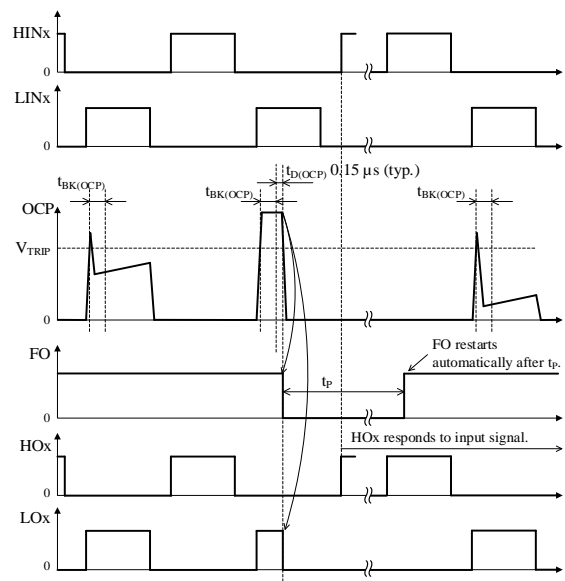 HINx
0
LINx
0
tD(OCP) 0.15 µs (typ.)
tBK(OCP)
tBK(OCP)
tBK(OCP)
OCP
VTRIP
0
FO
FO restarts
automatically after tP.
tP
0
HOx
HOx responds to input signal.
0
LOx
0